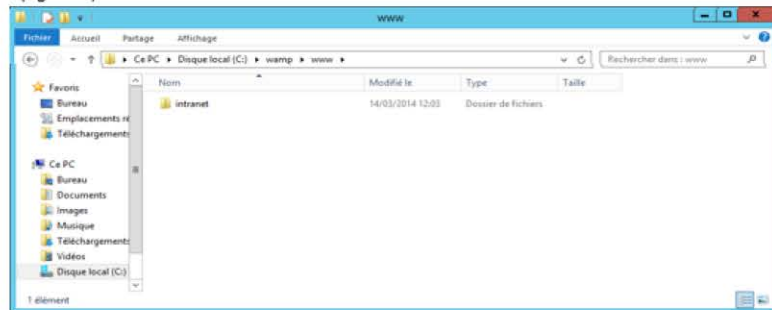 www
Fichier Accueil Partage Affichage
Ce PC Disque local (C:) wamp www
Rechercher dans : www
Nom Modifié le Type Taille
Favoris
Bureau
Emplacements ré
Téléchargements
intranet 14/03/2014 12:03 Dossier de fichiers
Ce PC
Bureau
Documents
Images
Musique
Téléchargements
Vidéos
Disque local (C:)
1 élément